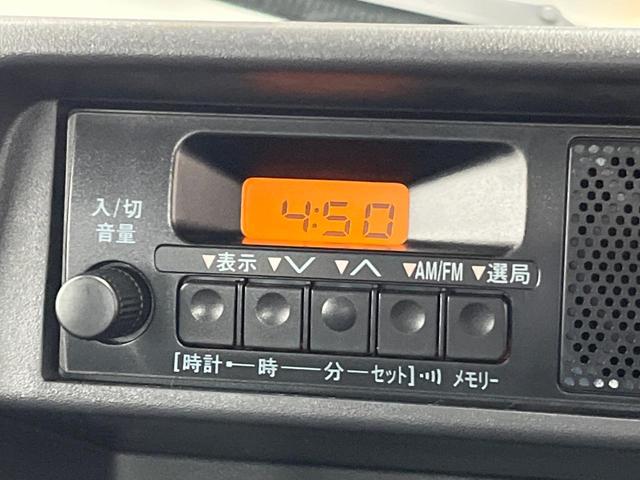 4:50
入/切
音量
▼表示 ▼∨ ▼∧ ▼AM/FM ▼選局
[時計 時 分 セット] メモリー